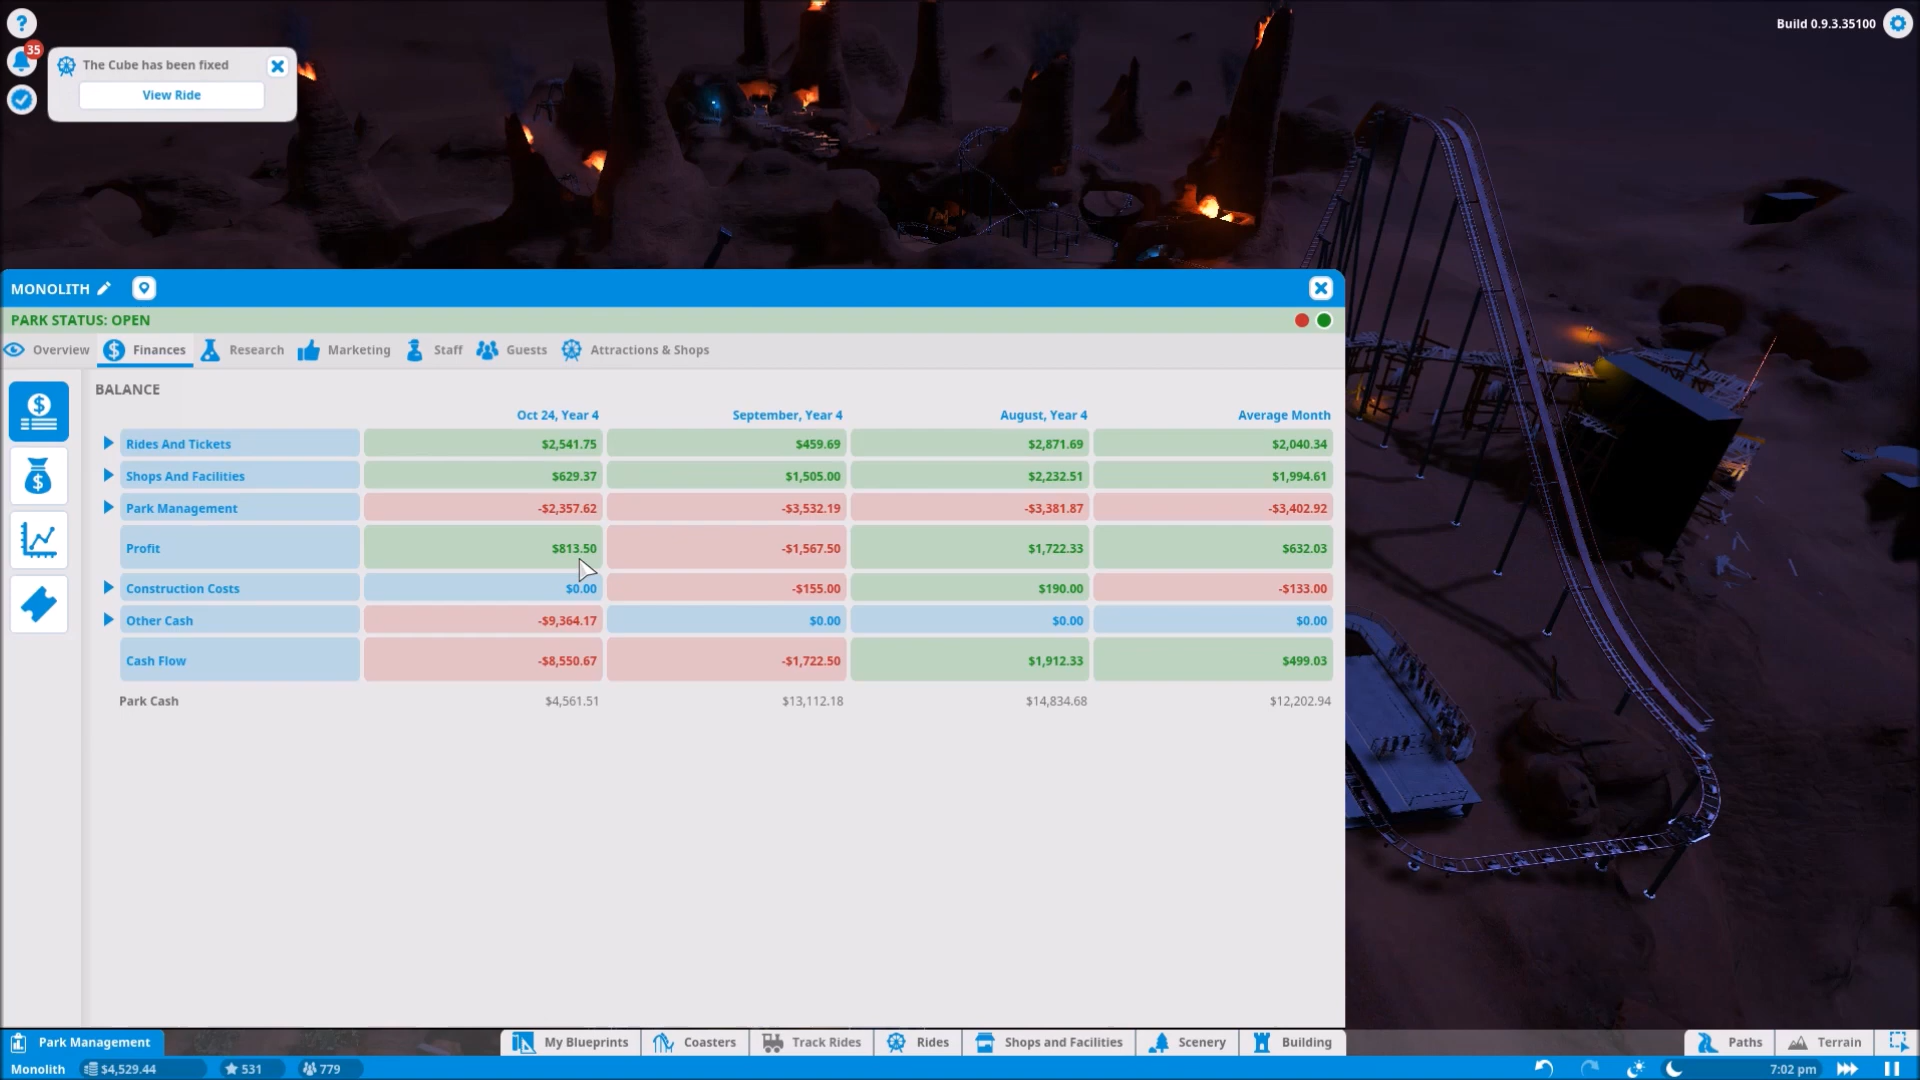 ?
Build 0.9.3.35100
35
The Cube has been fixed
View Ride
MONOLITH
PARK STATUS: OPEN
Overview Finances Research Marketing Staff Guests Attractions & Shops
BALANCE
Oct 24, Year 4 September, Year 4 August, Year 4 Average Month
Rides And Tickets $2,541.75 $459.69 $2,871.69 $2,040.34
Shops And Facilities $629.37 $1,505.00 $2,232.51 $1,994.61
Park Management -$2,357.62 -$3,532.19 -$3,381.87 -$3,402.92
Profit $813.50 -$1,567.50 $1,722.33 $632.03
Construction Costs $0.00 -$155.00 $190.00 -$133.00
Other Cash -$9,364.17 $0.00 $0.00 $0.00
Cash Flow -$8,550.67 -$1,722.50 $1,912.33 $499.03
Park Cash $4,561.51 $13,112.18 $14,834.68 $12,202.94
Park Management My Blueprints Coasters Track Rides Rides Shops and Facilities Scenery Building Paths Terrain
Monolith $4,529.44 531 779 7:02 pm